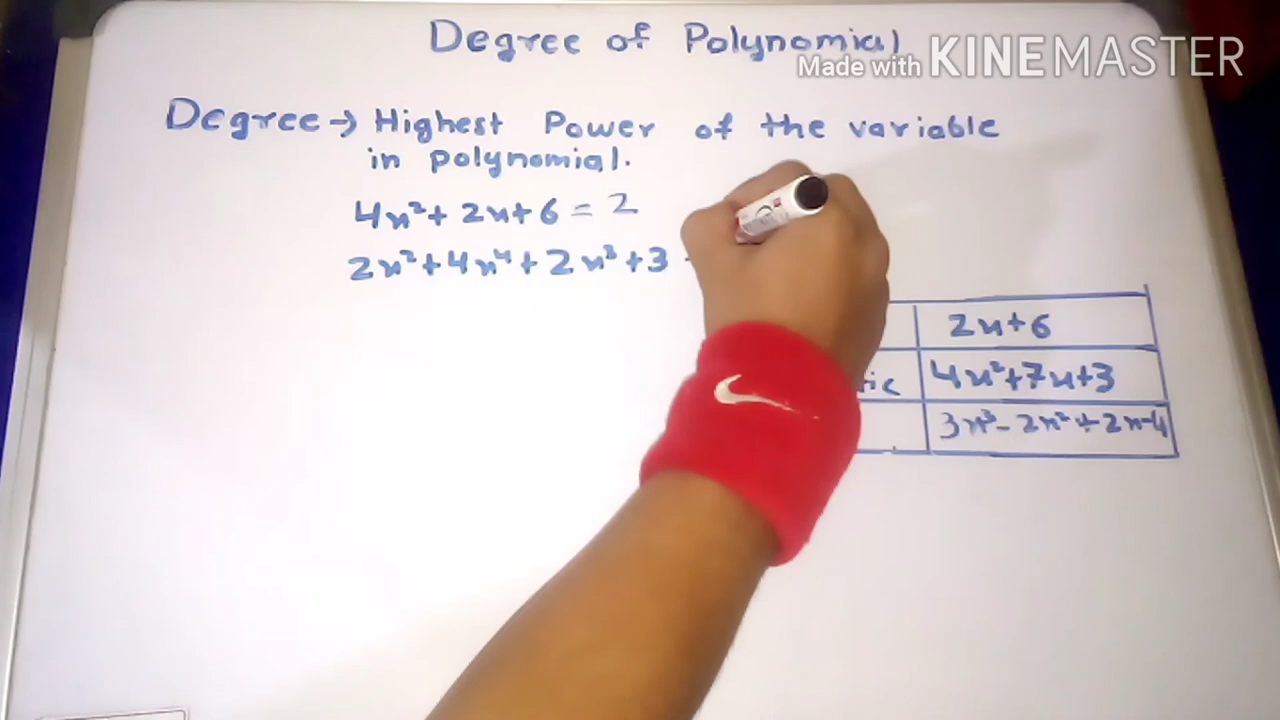 Degree of Polynomial
Made with KINEMASTER
Degree → Highest Power of the variable
in polynomial.
4x²+ 2x+ 6 = 2
2x²+4x⁴+ 2x³ +3
2x+6
4x²+7x+3
3x³- 2x²+2x-4